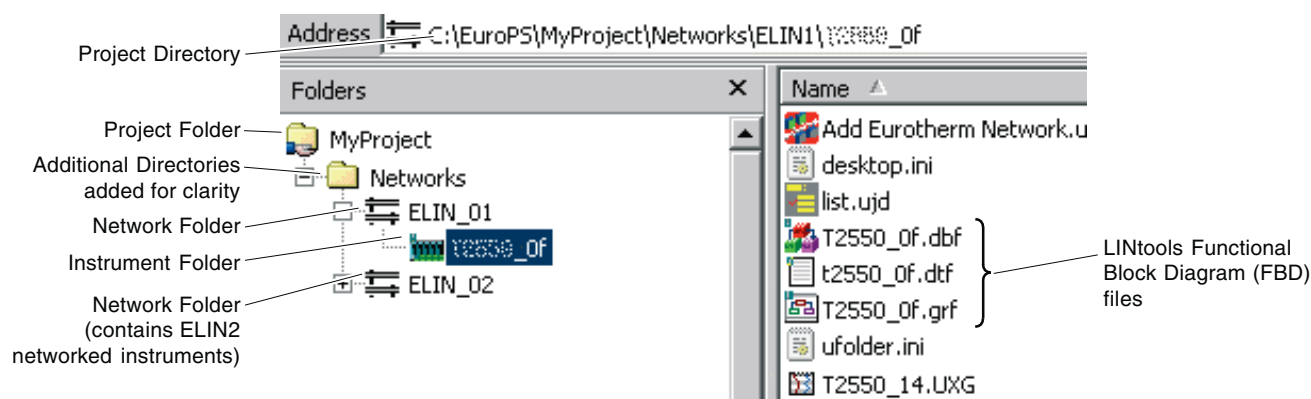 Address C:\EuroPS\MyProject\Networks\ELIN1\ _0f
Project Directory
Folders
Name
Project Folder
MyProject
Add Eurotherm Network.u
Additional Directories
added for clarity
Networks
desktop.ini
list.ujd
Network Folder
ELIN_01
T2550_0f.dbf
Instrument Folder
_0f
t2550_0f.dtf
LINtools Functional
Block Diagram (FBD)
files
Network Folder
(contains ELIN2
networked instruments)
ELIN_02
T2550_0f.grf
ufolder.ini
T2550_14.UXG